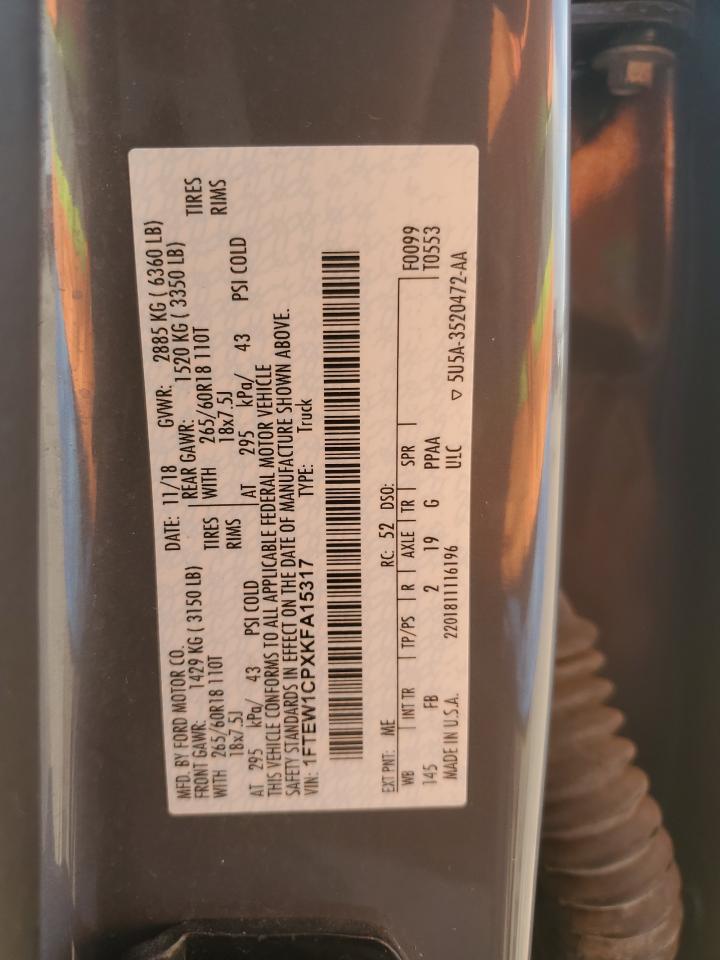 MFD. BY FORD MOTOR CO. DATE: 11/18 GVWR: 2885 KG ( 6360 LB)
FRONT GAWR: 1429 KG ( 3150 LB) REAR GAWR: 1520 KG ( 3350 LB)
WITH 265/60R18 110T TIRES WITH 265/60R18 110T TIRES
18x7.5J RIMS 18x7.5J RIMS
AT 295 kPa/ 43 PSI COLD AT 295 kPa/ 43 PSI COLD
THIS VEHICLE CONFORMS TO ALL APPLICABLE FEDERAL MOTOR VEHICLE
SAFETY STANDARDS IN EFFECT ON THE DATE OF MANUFACTURE SHOWN ABOVE.
VIN: 1FTEW1CPXKFA15317 TYPE: Truck
EXT PNT: ME RC: 52 DSO:
WB INT TR TP/PS R AXLE TR SPR F0099
145 FB 2 19 G PPAA T0553
MADE IN U.S.A. 2201811116196 ULC ▽ 5U5A-3520472-AA